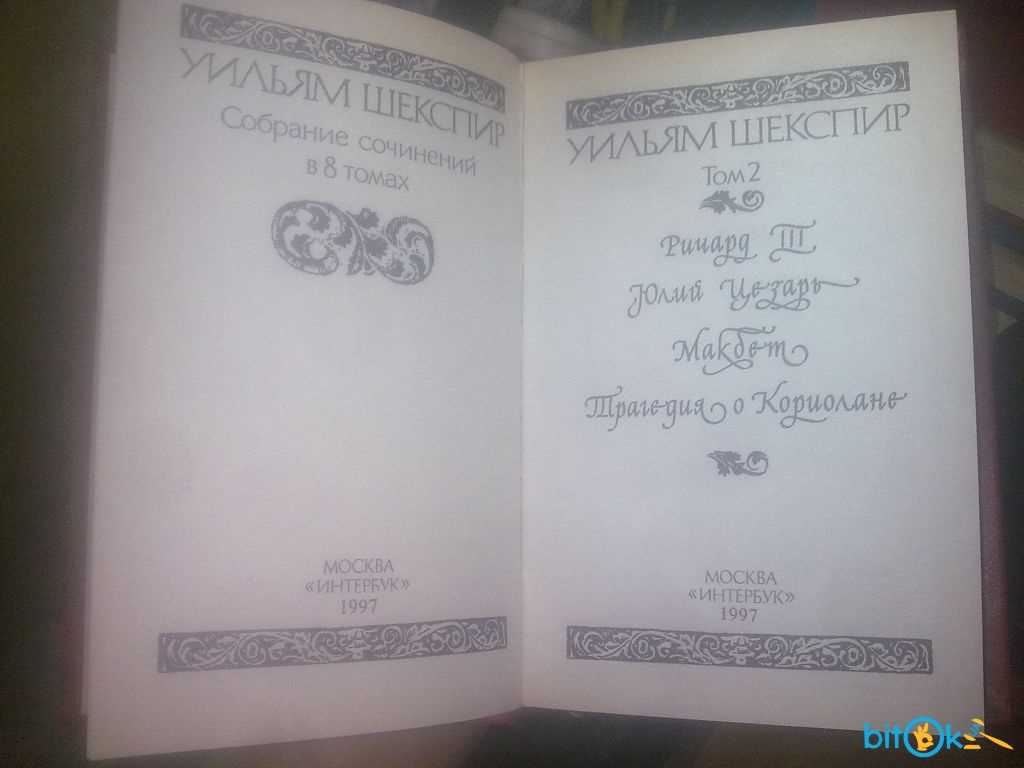 УИЛЬЯМ ШЕКСПИР
Собрание сочинений
в 8 томах
МОСКВА
«ИНТЕРБУК»
1997
УИЛЬЯМ ШЕКСПИР
Том 2
Ричард III
Юлий Цезарь
Макбет
Трагедия о Кориолане
МОСКВА
«ИНТЕРБУК»
1997
bitOk